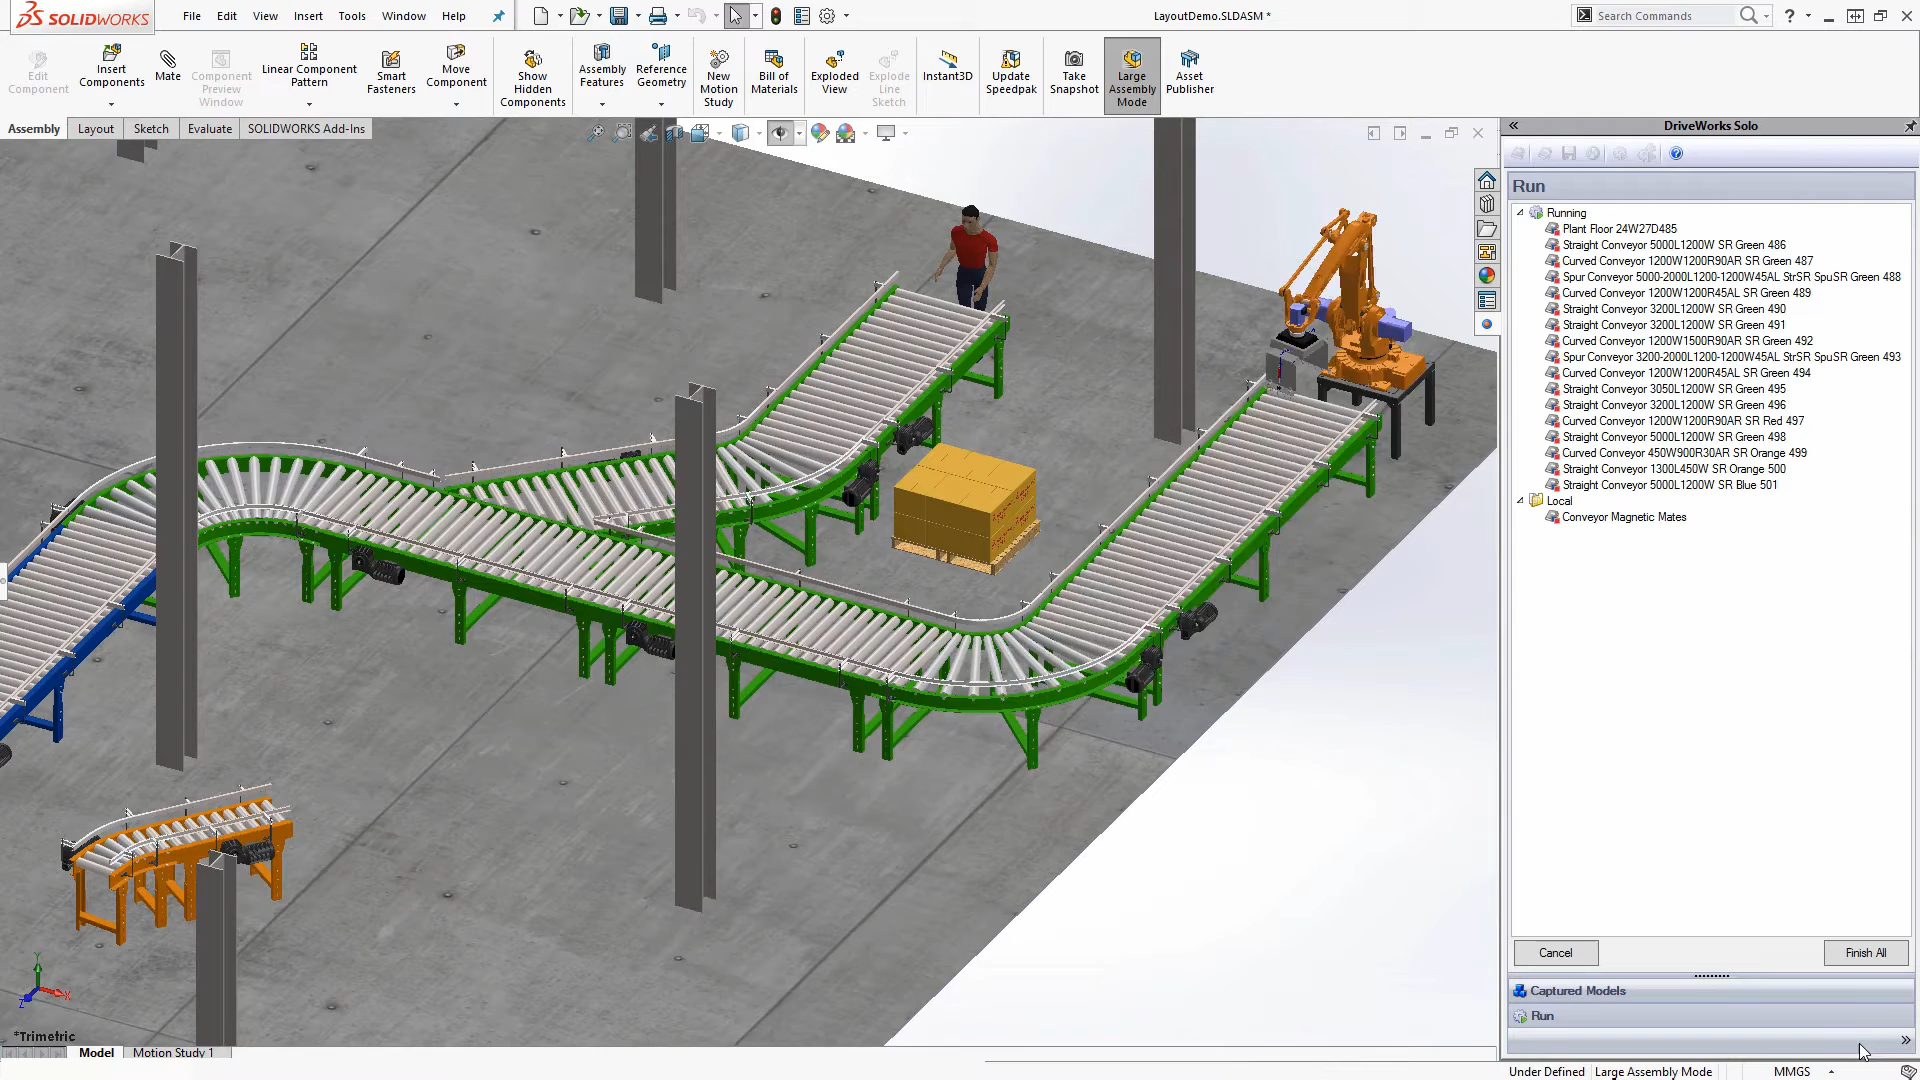 SOLIDWORKS
File Edit View Insert Tools Window Help
LayoutDemo.SLDASM *
Search Commands
?
Edit Component
Insert Components
Mate
Component Preview Window
Linear Component Pattern
Smart Fasteners
Move Component
Show Hidden Components
Assembly Features
Reference Geometry
New Motion Study
Bill of Materials
Exploded View
Explode Line Sketch
Instant3D
Update Speedpak
Take Snapshot
Large Assembly Mode
Asset Publisher
Assembly Layout Sketch Evaluate SOLIDWORKS Add-Ins
DriveWorks Solo
Run
Running
Plant Floor 24W27D485
Straight Conveyor 5000L1200W SR Green 486
Curved Conveyor 1200W1200R90AR SR Green 487
Spur Conveyor 5000-2000L1200-1200W45AL StrSR SpuSR Green 488
Curved Conveyor 1200W1200R45AL SR Green 489
Straight Conveyor 3200L1200W SR Green 490
Straight Conveyor 3200L1200W SR Green 491
Curved Conveyor 1200W1500R90AR SR Green 492
Spur Conveyor 3200-2000L1200-1200W45AL StrSR SpuSR Green 493
Curved Conveyor 1200W1200R45AL SR Green 494
Straight Conveyor 3050L1200W SR Green 495
Straight Conveyor 3200L1200W SR Green 496
Curved Conveyor 1200W1200R90AR SR Red 497
Straight Conveyor 5000L1200W SR Green 498
Curved Conveyor 450W900R30AR SR Orange 499
Straight Conveyor 1300L450W SR Orange 500
Straight Conveyor 5000L1200W SR Blue 501
Local
Conveyor Magnetic Mates
Cancel Finish All
Captured Models
Run
Y
X
Z
*Trimetric
Model Motion Study 1
Under Defined Large Assembly Mode MMGS